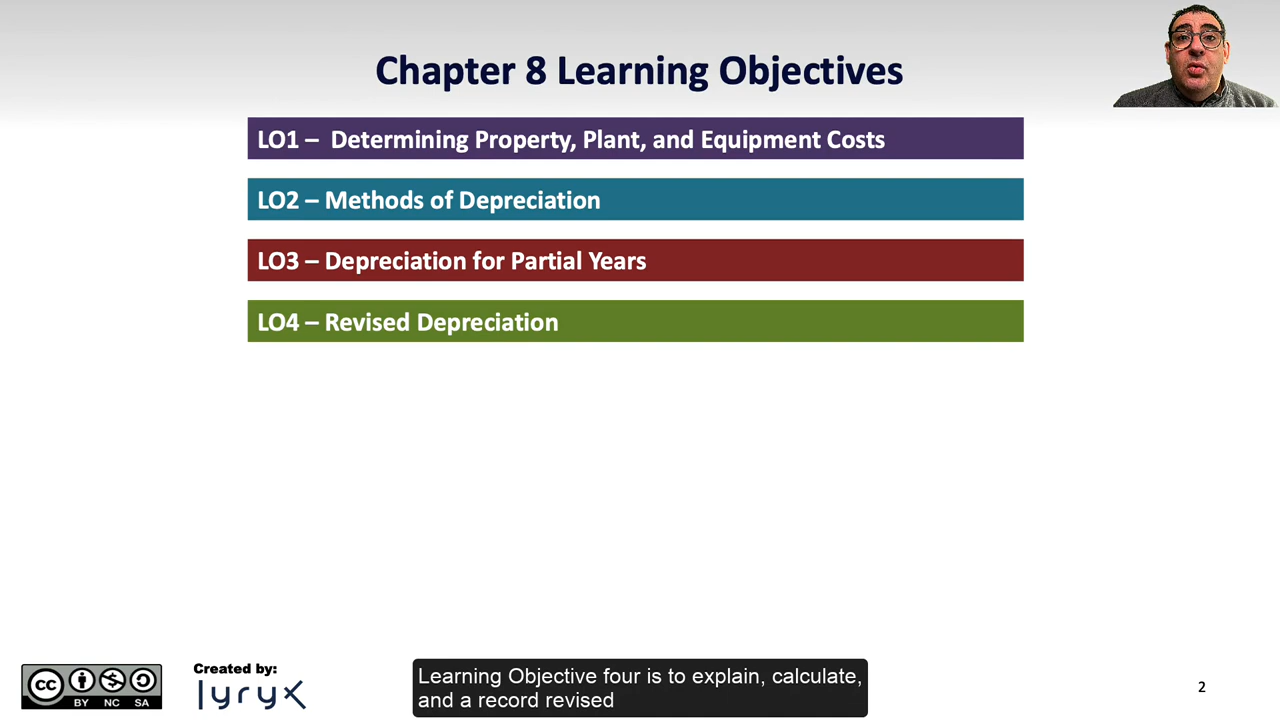 Chapter 8 Learning Objectives
LO1 – Determining Property, Plant, and Equipment Costs
LO2 – Methods of Depreciation
LO3 – Depreciation for Partial Years
LO4 – Revised Depreciation
cc
BY NC SA
Created by:
lyryx
Learning Objective four is to explain, calculate,
and a record revised
2